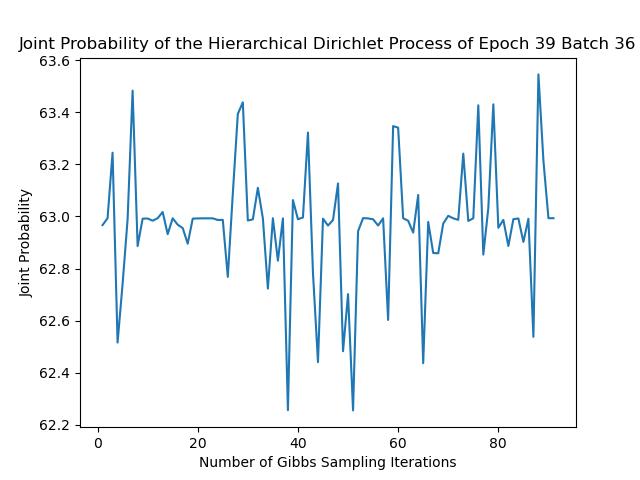 Joint Probability of the Hierarchical Dirichlet Process of Epoch 39 Batch 36
63.6
63.4
63.2
63.0
62.8
62.6
62.4
62.2
Joint Probability
0 20 40 60 80
Number of Gibbs Sampling Iterations